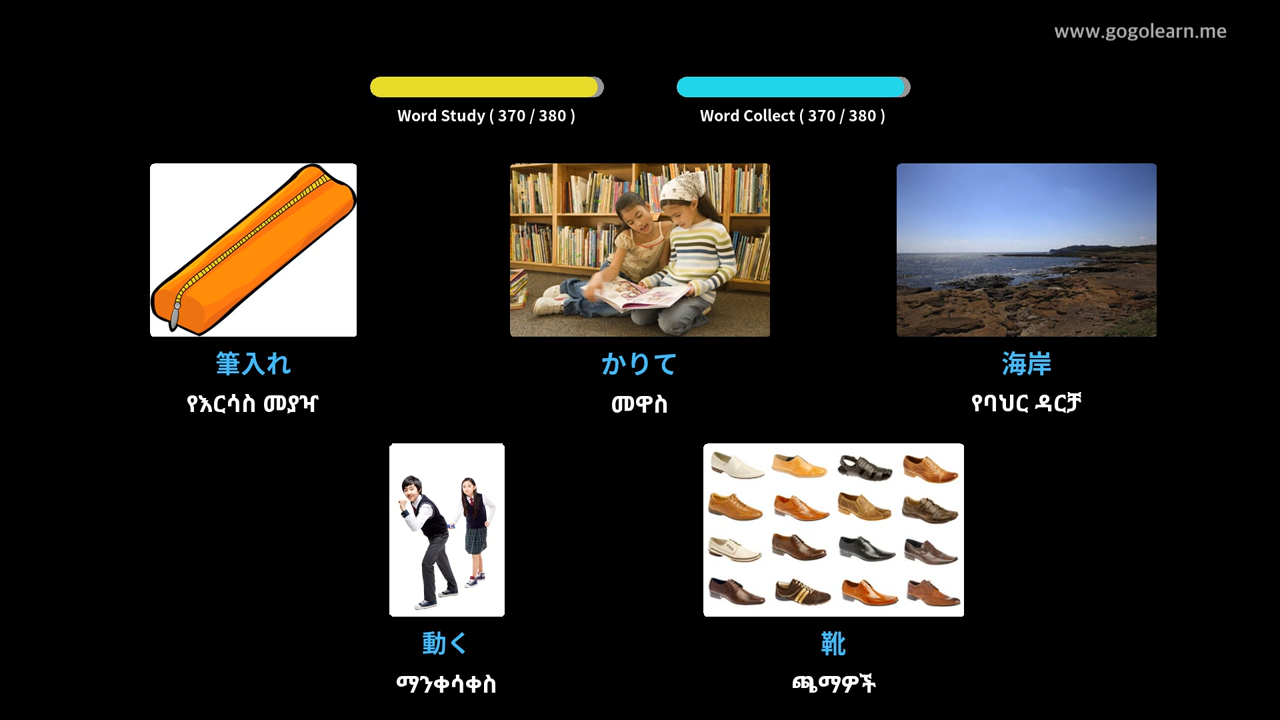 www.gogolearn.me
Word Study ( 370 / 380 )
Word Collect ( 370 / 380 )
筆入れ
የእርሳስ መያዣ
かりて
መዋስ
海岸
የባህር ዳርቻ
動く
ማንቀሳቀስ
靴
ጫማዎች